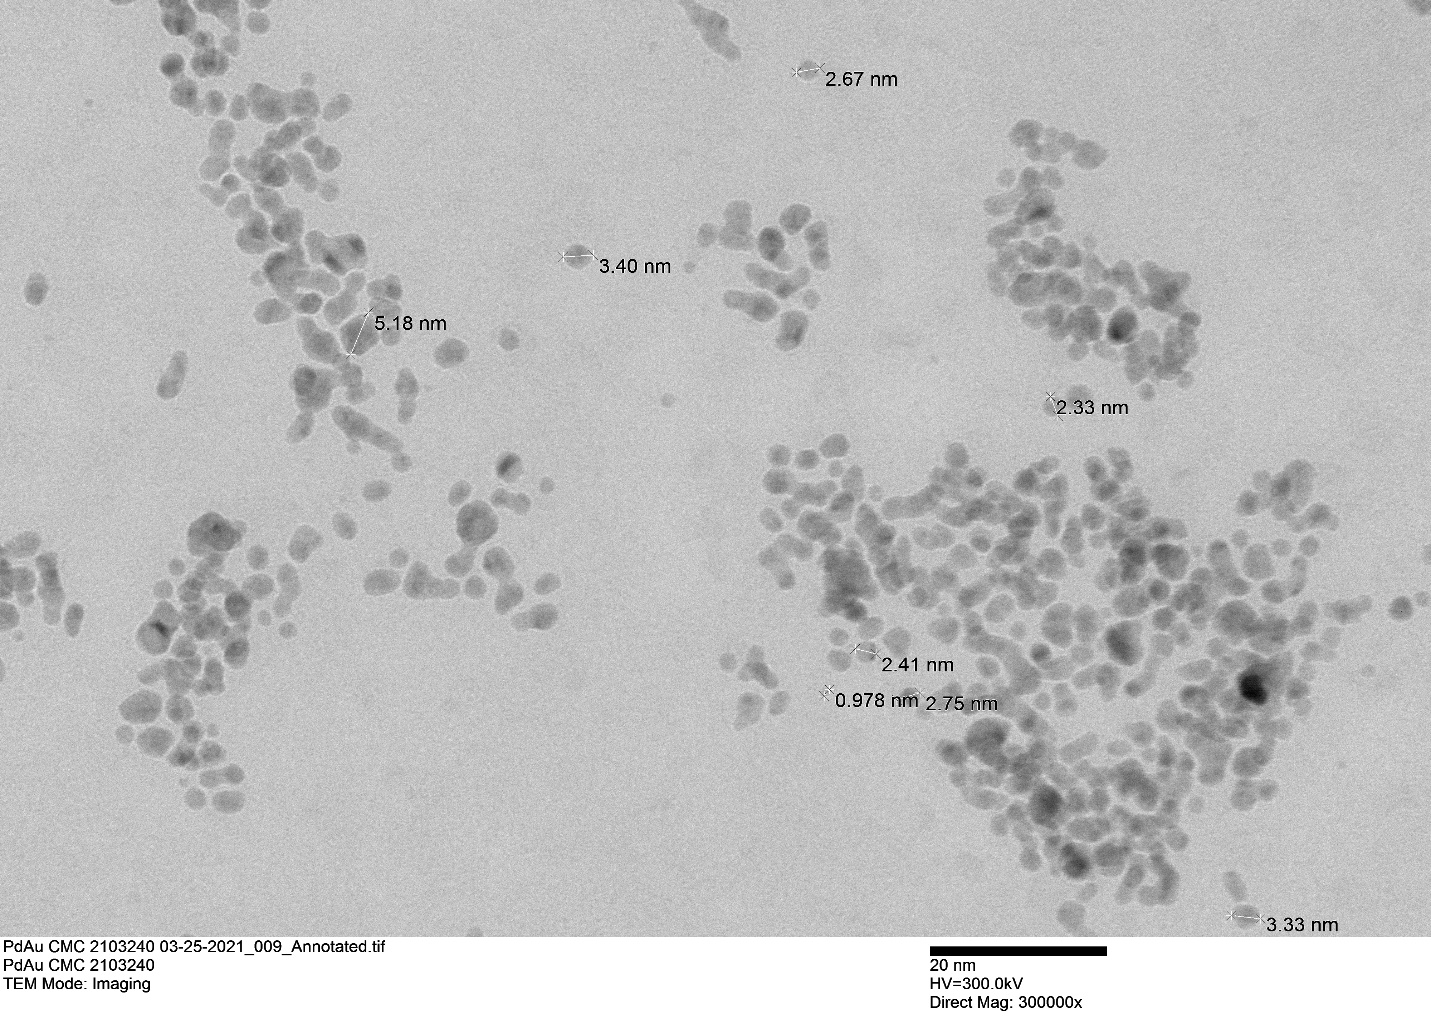 2.67 nm
3.40 nm
5.18 nm
2.33 nm
2.41 nm
0.978 nm
2.75 nm
3.33 nm
PdAu CMC 2103240 03-25-2021_009_Annotated.tif
PdAu CMC 2103240
TEM Mode: Imaging
20 nm
HV=300.0kV
Direct Mag: 300000x